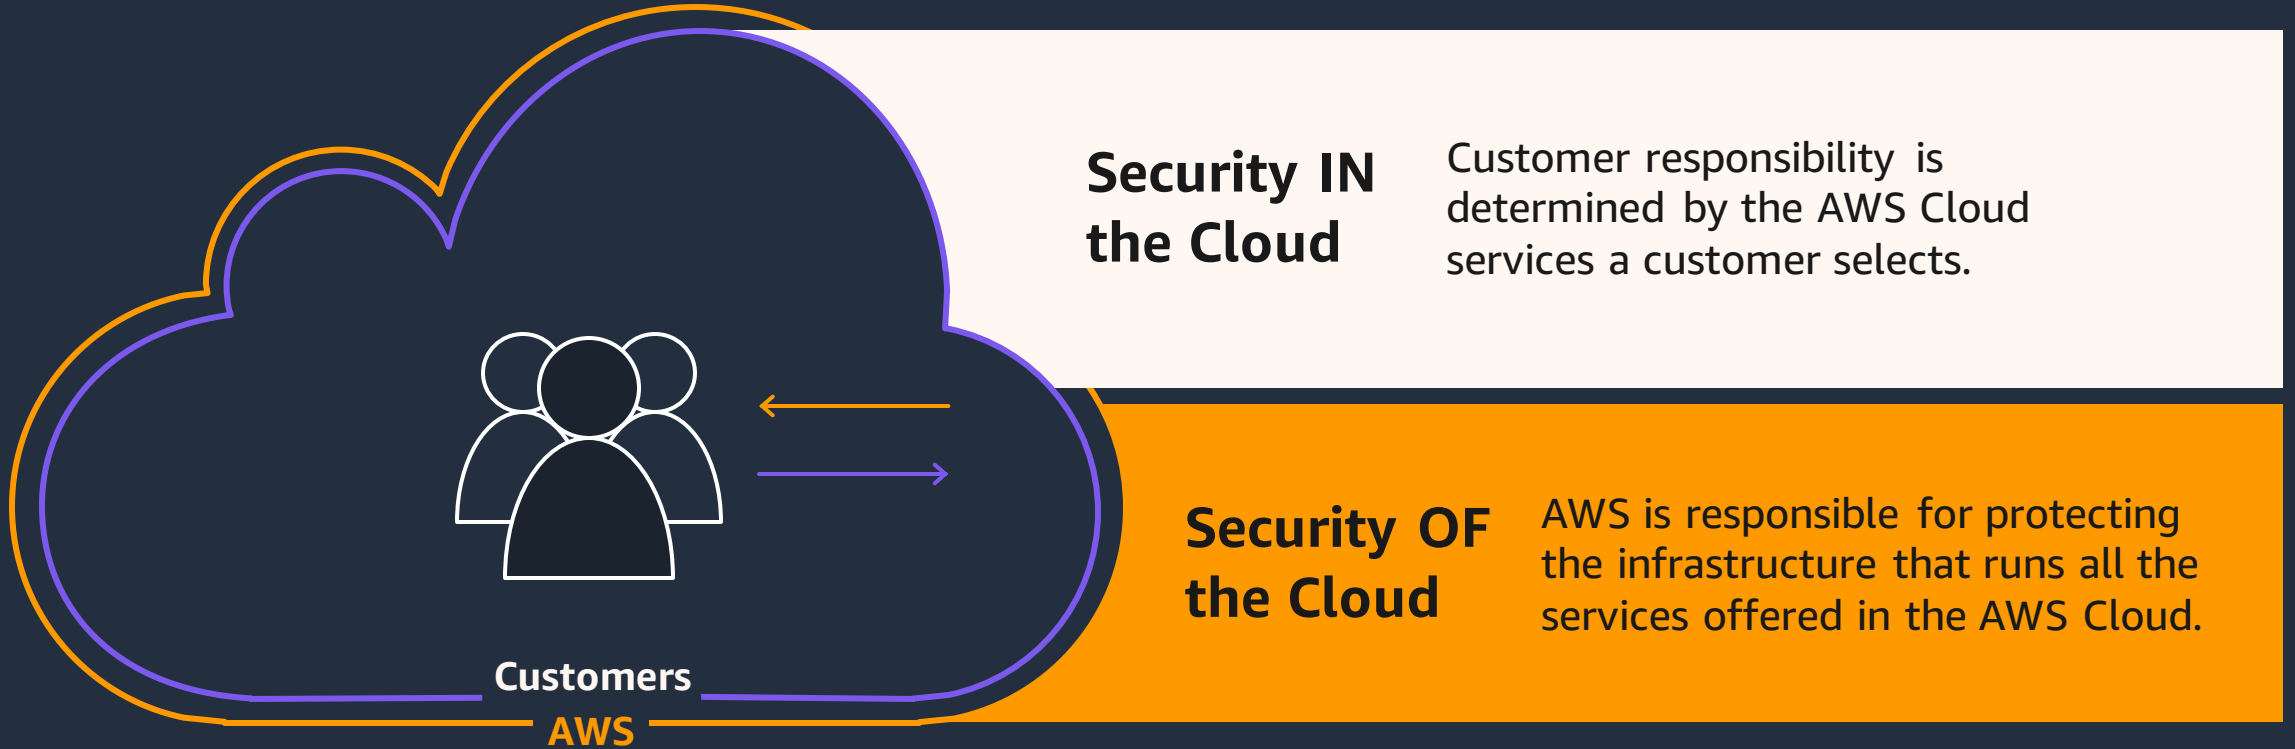 Security IN
the Cloud
Customer responsibility is
determined by the AWS Cloud
services a customer selects.
Security OF
the Cloud
AWS is responsible for protecting
the infrastructure that runs all the
services offered in the AWS Cloud.
Customers
AWS